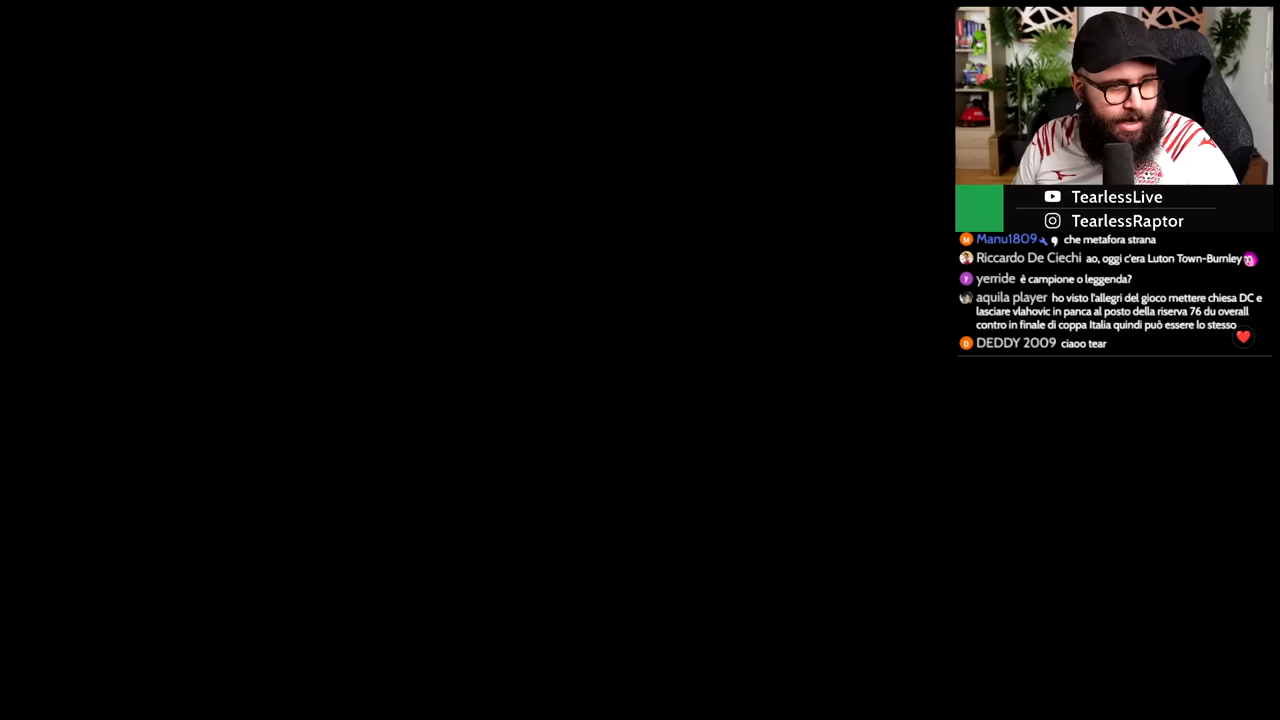 TearlessLive
TearlessRaptor
Manu1809 che metafora strana
Riccardo De Ciechi ao, oggi c'era Luton Town-Burnley
yerride è campione o leggenda?
aquila player ho visto l'allegri del gioco mettere chiesa DC e
lasciare vlahovic in panca al posto della riserva 76 du overall
contro in finale di coppa Italia quindi può essere lo stesso
DEDDY 2009 ciaoo tear